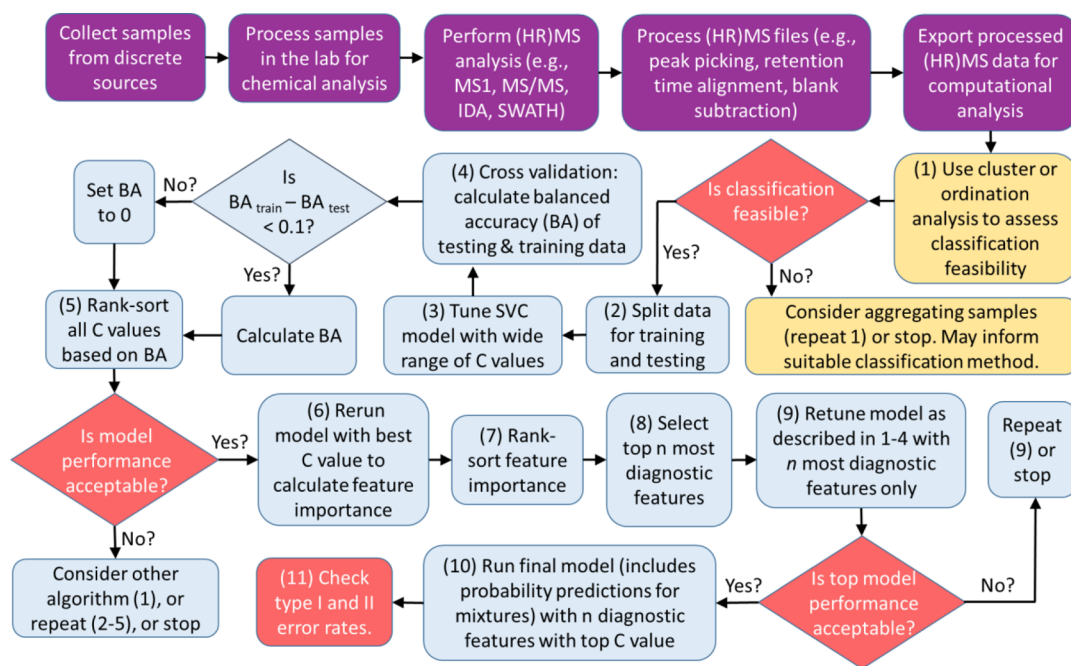 Collect samples
from discrete
sources
Process samples
in the lab for
chemical analysis
Perform (HR)MS
analysis (e.g.,
MS1, MS/MS,
IDA, SWATH)
Process (HR)MS files (e.g.,
peak picking, retention
time alignment, blank
subtraction)
Export processed
(HR)MS data for
computational
analysis
(1) Use cluster or
ordination
analysis to assess
classification
feasibility
Is classification
feasible?
Yes?
No?
Consider aggregating samples
(repeat 1) or stop. May inform
suitable classification method.
(2) Split data
for training
and testing
(3) Tune SVC
model with wide
range of C values
(4) Cross validation:
calculate balanced
accuracy (BA) of
testing & training data
Is
BA train – BA test
< 0.1?
No?
Set BA
to 0
Yes?
Calculate BA
(5) Rank-sort
all C values
based on BA
Is model
performance
acceptable?
Yes?
No?
Consider other
algorithm (1), or
repeat (2-5), or stop
(6) Rerun
model with best
C value to
calculate feature
importance
(7) Rank-
sort feature
importance
(8) Select
top n most
diagnostic
features
(9) Retune model as
described in 1-4 with
n most diagnostic
features only
Is top model
performance
acceptable?
No?
Repeat
(9) or
stop
Yes?
(10) Run final model (includes
probability predictions for
mixtures) with n diagnostic
features with top C value
(11) Check
type I and II
error rates.